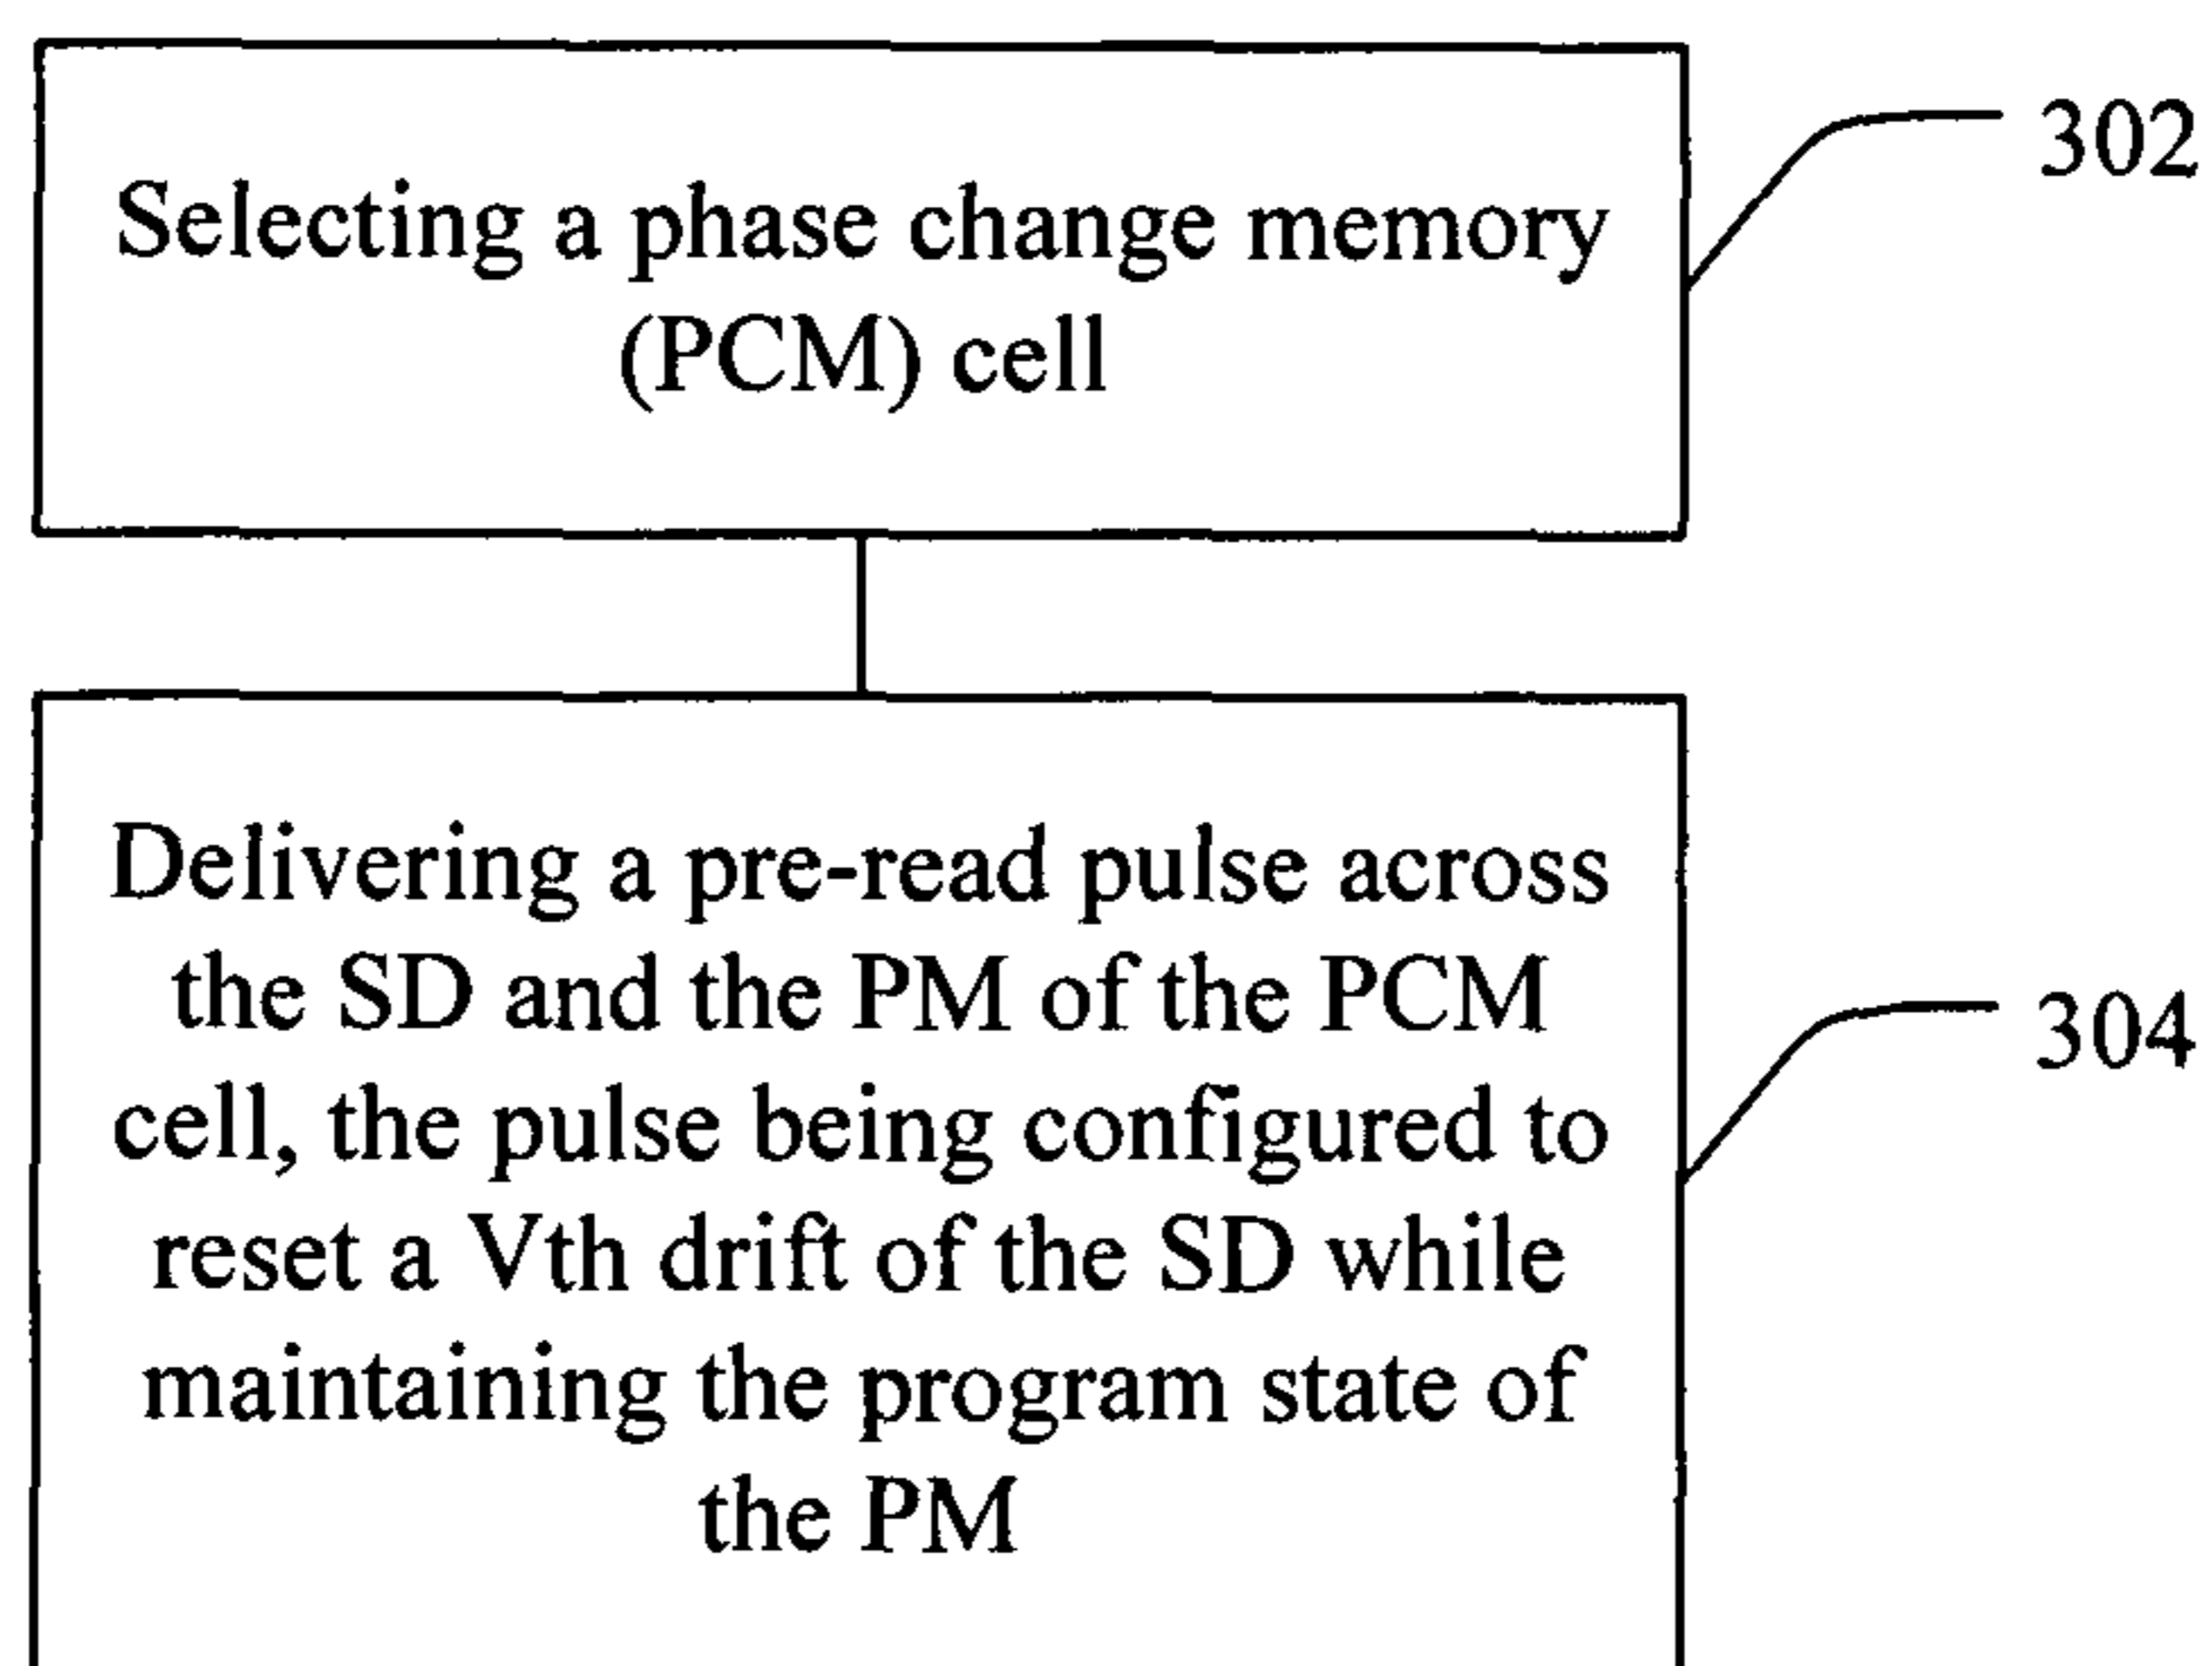 Selecting a phase change memory
(PCM) cell
302
Delivering a pre-read pulse across
the SD and the PM of the PCM
cell, the pulse being configured to
reset a Vth drift of the SD while
maintaining the program state of
the PM
304